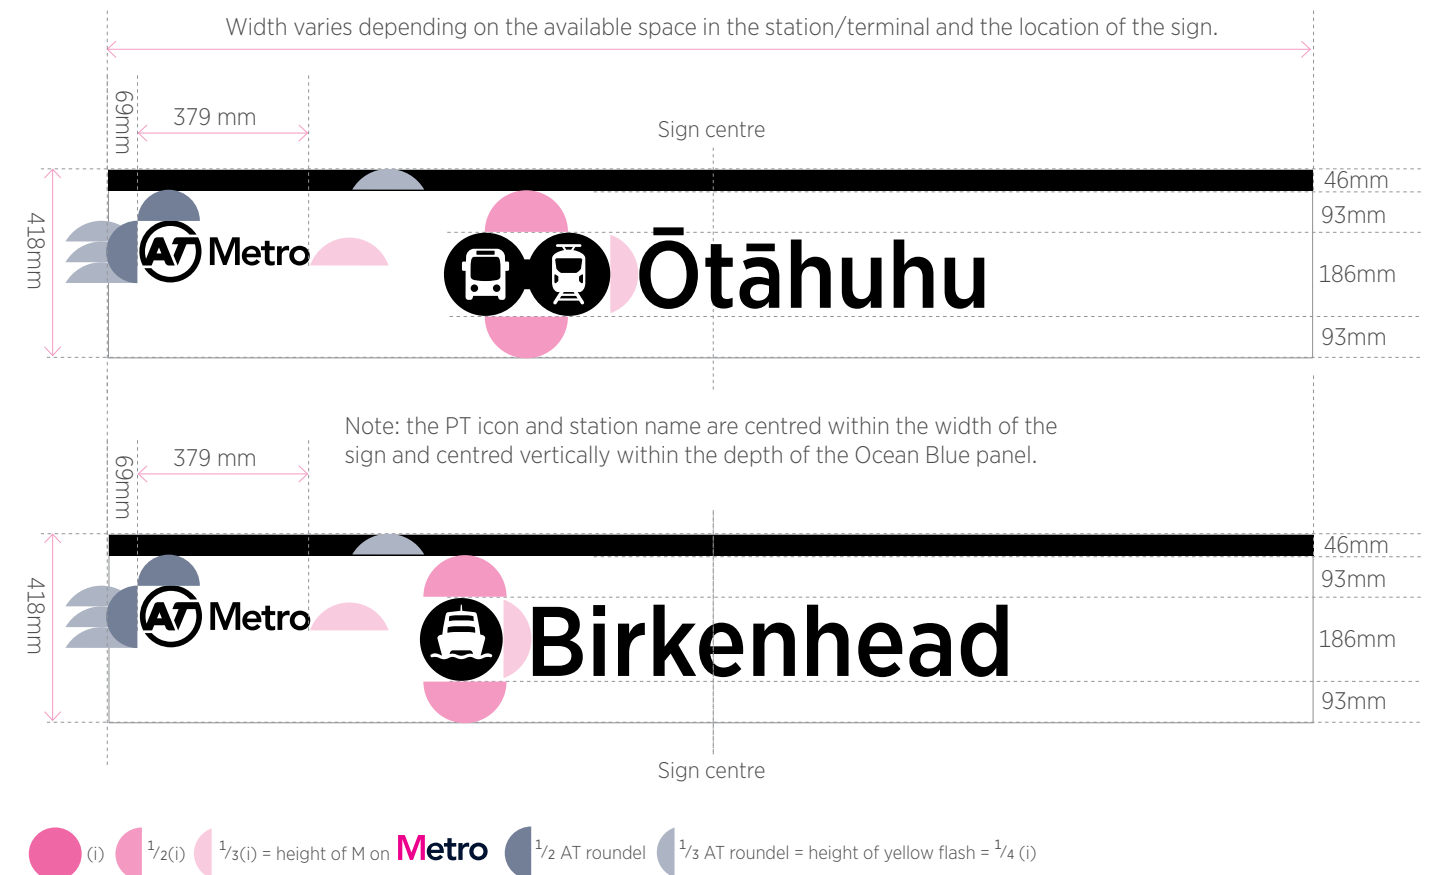 Width varies depending on the available space in the station/terminal and the location of the sign.
69mm
379 mm
Sign centre
46mm
93mm
418mm
AT Metro
Ōtāhuhu
186mm
93mm
Note: the PT icon and station name are centred within the width of the
sign and centred vertically within the depth of the Ocean Blue panel.
69mm
379 mm
46mm
93mm
418mm
AT Metro
Birkenhead
186mm
93mm
Sign centre
(i) 1/2(i) 1/3(i) = height of M on Metro 1/2 AT roundel 1/3 AT roundel = height of yellow flash = 1/4 (i)